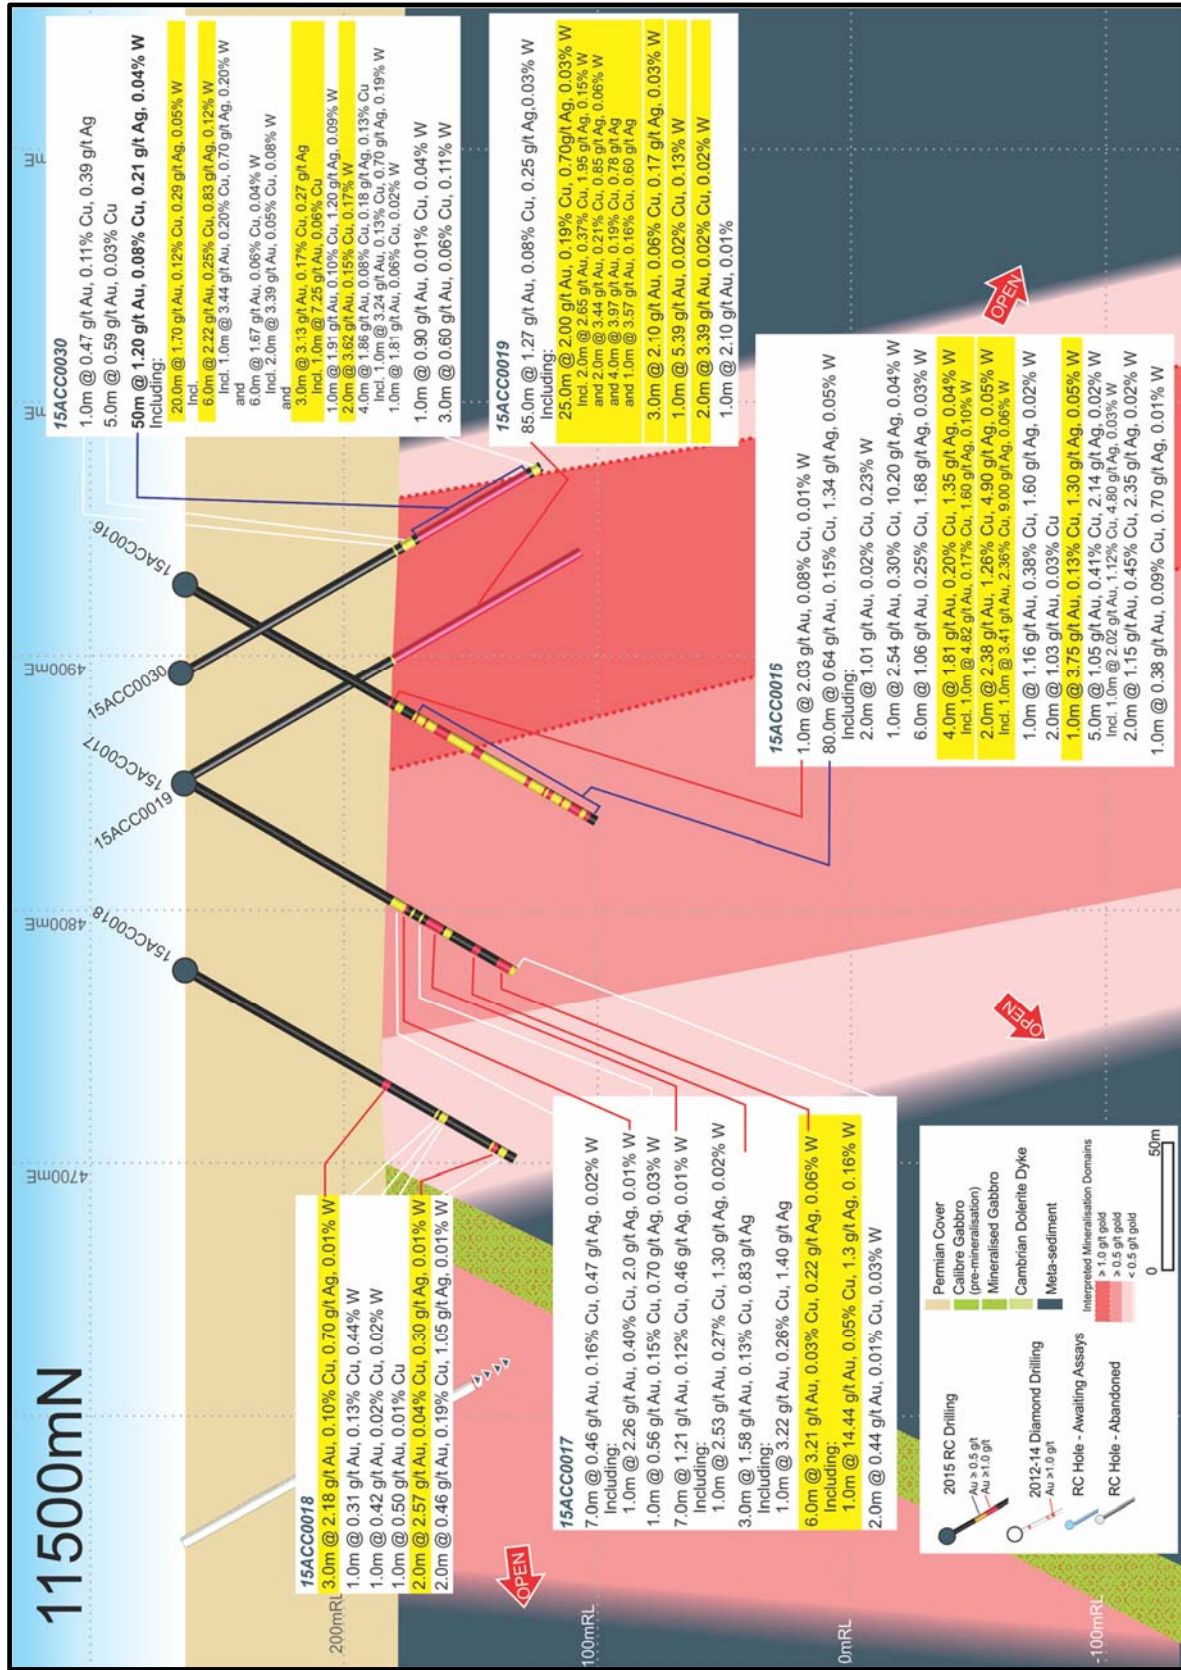 11500mN
4700mE
4800mE
4900mE
mE
mE
200mRL
100mRL
0mRL
-100mRL
15ACC0018
15ACC0019
15ACC0017
15ACC0030
15ACC0016
15ACC0018
3.0m @ 2.18 g/t Au, 0.10% Cu, 0.70 g/t Ag, 0.01% W
1.0m @ 0.31 g/t Au, 0.13% Cu, 0.44% W
1.0m @ 0.42 g/t Au, 0.02% Cu, 0.02% W
1.0m @ 0.50 g/t Au, 0.01% Cu
2.0m @ 2.57 g/t Au, 0.04% Cu, 0.30 g/t Ag, 0.01% W
2.0m @ 0.46 g/t Au, 0.19% Cu, 1.05 g/t Ag, 0.01% W
15ACC0017
7.0m @ 0.46 g/t Au, 0.16% Cu, 0.47 g/t Ag, 0.02% W
Including:
1.0m @ 2.26 g/t Au, 0.40% Cu, 2.0 g/t Ag, 0.01% W
1.0m @ 0.56 g/t Au, 0.15% Cu, 0.70 g/t Ag, 0.03% W
7.0m @ 1.21 g/t Au, 0.12% Cu, 0.46 g/t Ag, 0.01% W
Including:
1.0m @ 2.53 g/t Au, 0.27% Cu, 1.30 g/t Ag, 0.02% W
3.0m @ 1.58 g/t Au, 0.13% Cu, 0.83 g/t Ag
Including:
1.0m @ 3.22 g/t Au, 0.26% Cu, 1.40 g/t Ag
6.0m @ 3.21 g/t Au, 0.03% Cu, 0.22 g/t Ag, 0.06% W
Including:
1.0m @ 14.44 g/t Au, 0.05% Cu, 1.3 g/t Ag, 0.16% W
2.0m @ 0.44 g/t Au, 0.01% Cu, 0.03% W
15ACC0030
1.0m @ 0.47 g/t Au, 0.11% Cu, 0.39 g/t Ag
5.0m @ 0.59 g/t Au, 0.03% Cu
50m @ 1.20 g/t Au, 0.08% Cu, 0.21 g/t Ag, 0.04% W
Including:
20.0m @ 1.70 g/t Au, 0.12% Cu, 0.29 g/t Ag, 0.05% W
Incl.
6.0m @ 2.22 g/t Au, 0.25% Cu, 0.83 g/t Ag, 0.12% W
Incl. 1.0m @ 3.44 g/t Au, 0.20% Cu, 0.70 g/t Ag, 0.20% W
and
6.0m @ 1.67 g/t Au, 0.06% Cu, 0.04% W
Incl. 2.0m @ 3.39 g/t Au, 0.05% Cu, 0.08% W
and
3.0m @ 3.13 g/t Au, 0.17% Cu, 0.27 g/t Ag
Incl. 1.0m @ 7.25 g/t Au, 0.06% Cu
1.0m @ 1.91 g/t Au, 0.10% Cu, 1.20 g/t Ag, 0.09% W
2.0m @ 3.62 g/t Au, 0.15% Cu, 0.17% W
4.0m @ 1.86 g/t Au, 0.08% Cu, 0.18 g/t Ag, 0.13% Cu
Incl. 1.0m @ 3.24 g/t Au, 0.13% Cu, 0.70 g/t Ag, 0.19% W
1.0m @ 1.81 g/t Au, 0.06% Cu, 0.02% W
1.0m @ 0.90 g/t Au, 0.01% Cu, 0.04% W
3.0m @ 0.60 g/t Au, 0.06% Cu, 0.11% W
15ACC0019
85.0m @ 1.27 g/t Au, 0.08% Cu, 0.25 g/t Ag,0.03% W
Including:
25.0m @ 2.00 g/t Au, 0.19% Cu, 0.70g/t Ag, 0.03% W
Incl. 2.0m @ 2.65 g/t Au, 0.37% Cu, 1.95 g/t Ag, 0.15% W
and 2.0m @ 3.44 g/t Au, 0.21% Cu, 0.85 g/t Ag, 0.06% W
and 4.0m @ 3.97 g/t Au, 0.19% Cu, 0.78 g/t Ag
and 1.0m @ 3.57 g/t Au, 0.16% Cu, 0.60 g/t Ag
3.0m @ 2.10 g/t Au, 0.06% Cu, 0.17 g/t Ag, 0.03% W
1.0m @ 5.39 g/t Au, 0.02% Cu, 0.13% W
2.0m @ 3.39 g/t Au, 0.02% Cu, 0.02% W
1.0m @ 2.10 g/t Au, 0.01%
15ACC0016
1.0m @ 2.03 g/t Au, 0.08% Cu, 0.01% W
80.0m @ 0.64 g/t Au, 0.15% Cu, 1.34 g/t Ag, 0.05% W
Including:
2.0m @ 1.01 g/t Au, 0.02% Cu, 0.23% W
1.0m @ 2.54 g/t Au, 0.30% Cu, 10.20 g/t Ag, 0.04% W
6.0m @ 1.06 g/t Au, 0.25% Cu, 1.68 g/t Ag, 0.03% W
4.0m @ 1.81 g/t Au, 0.20% Cu, 1.35 g/t Ag, 0.04% W
Incl. 1.0m @ 4.82 g/t Au, 0.17% Cu, 1.60 g/t Ag, 0.10% W
2.0m @ 2.38 g/t Au, 1.26% Cu, 4.90 g/t Ag, 0.05% W
Incl. 1.0m @ 3.41 g/t Au, 2.36% Cu, 9.00 g/t Ag, 0.06% W
1.0m @ 1.16 g/t Au, 0.38% Cu, 1.60 g/t Ag, 0.02% W
2.0m @ 1.03 g/t Au, 0.03% Cu
1.0m @ 3.75 g/t Au, 0.13% Cu, 1.30 g/t Ag, 0.05% W
5.0m @ 1.05 g/t Au, 0.41% Cu, 2.14 g/t Ag, 0.02% W
Incl. 1.0m @ 2.02 g/t Au, 1.12% Cu, 4.80 g/t Ag, 0.03% W
2.0m @ 1.15 g/t Au, 0.45% Cu, 2.35 g/t Ag, 0.02% W
1.0m @ 0.38 g/t Au, 0.09% Cu, 0.70 g/t Ag, 0.01% W
OPEN
OPEN
OPEN
2015 RC Drilling
Au ≥ 0.5 g/t
Au ≥1.0 g/t
2012-14 Diamond Drilling
Au ≥1.0 g/t
RC Hole - Awaiting Assays
RC Hole - Abandoned
Permian Cover
Calibre Gabbro
(pre-mineralisation)
Mineralised Gabbro
Cambrian Dolerite Dyke
Meta-sediment
Interpreted Mineralisation Domains
≥ 1.0 g/t gold
≥ 0.5 g/t gold
< 0.5 g/t gold
0
50m